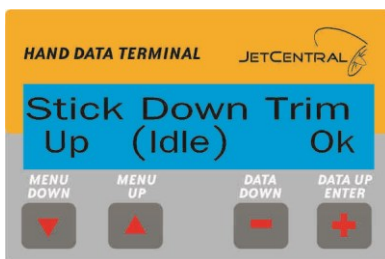 HAND DATA TERMINAL JETCENTRAL
Stick Down Trim
Up (Idle) Ok
MENU DOWN MENU UP DATA DOWN DATA UP ENTER